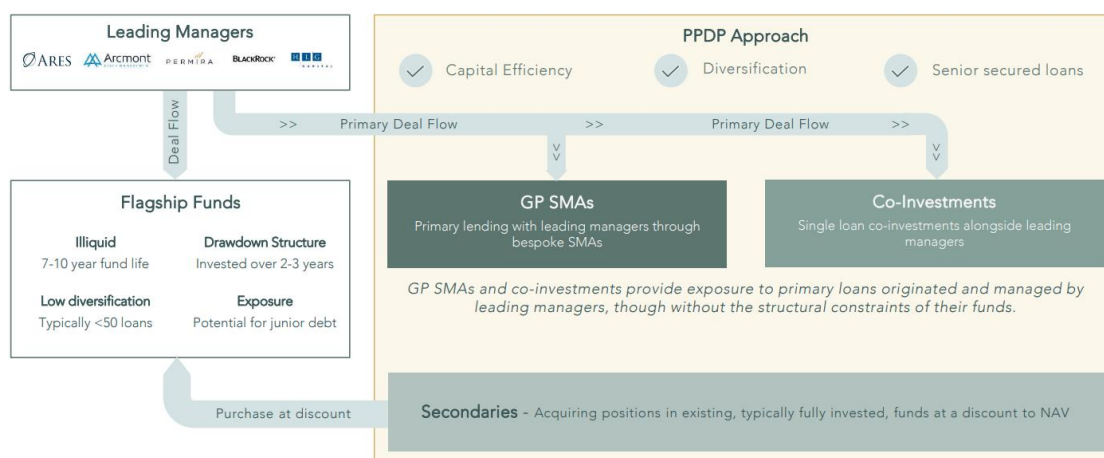 Leading Managers
ARES
Arcmont
PERMIRA
BLACKROCK
H I G
CAPITAL
PPDP Approach
Capital Efficiency
Diversification
Senior secured loans
Deal Flow
>> Primary Deal Flow >> Primary Deal Flow >>
>>
>>
Flagship Funds
Illiquid
7-10 year fund life
Drawdown Structure
Invested over 2-3 years
Low diversification
Typically <50 loans
Exposure
Potential for junior debt
GP SMAs
Primary lending with leading managers through
bespoke SMAs
Co-Investments
Single loan co-investments alongside leading
managers
GP SMAs and co-investments provide exposure to primary loans originated and managed by
leading managers, though without the structural constraints of their funds.
Purchase at discount
Secondaries - Acquiring positions in existing, typically fully invested, funds at a discount to NAV